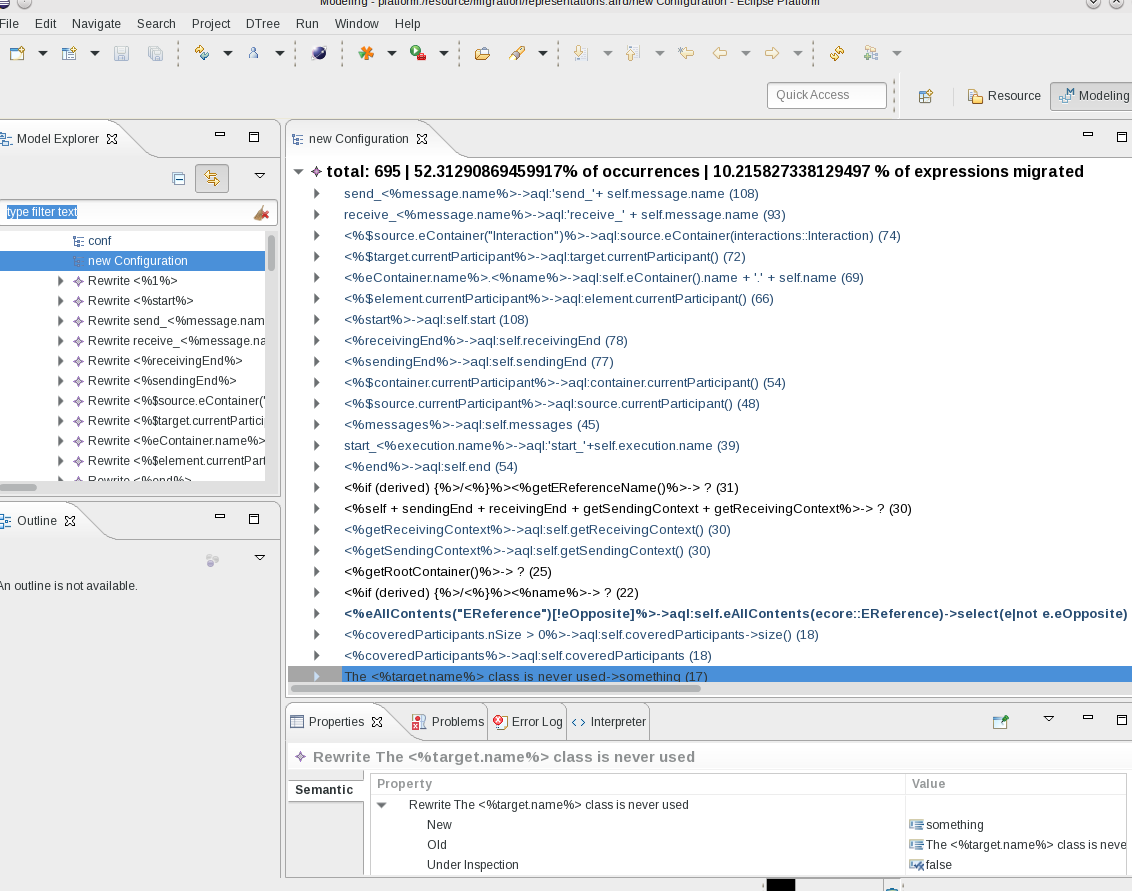 Modeling - platform:/resource/migration/representations.aird/new Configuration - Eclipse Platform
File Edit Navigate Search Project DTree Run Window Help
Quick Access
Resource
Modeling
Model Explorer
type filter text
conf
new Configuration
Rewrite <%1%>
Rewrite <%start%>
Rewrite send_<%message.nam
Rewrite receive_<%message.na
Rewrite <%receivingEnd%>
Rewrite <%sendingEnd%>
Rewrite <%$source.eContainer("
Rewrite <%$target.currentPartici
Rewrite <%eContainer.name%>
Rewrite <%$element.currentPart
Rewrite <%end%>
Outline
An outline is not available.
new Configuration
total: 695 | 52.31290869459917% of occurrences | 10.215827338129497 % of expressions migrated
send_<%message.name%>->aql:'send_'+ self.message.name (108)
receive_<%message.name%>->aql:'receive_' + self.message.name (93)
<%$source.eContainer("Interaction")%>->aql:source.eContainer(interactions::Interaction) (74)
<%$target.currentParticipant%>->aql:target.currentParticipant() (72)
<%eContainer.name%>.<%name%>->aql:self.eContainer().name + '.' + self.name (69)
<%$element.currentParticipant%>->aql:element.currentParticipant() (66)
<%start%>->aql:self.start (108)
<%receivingEnd%>->aql:self.receivingEnd (78)
<%sendingEnd%>->aql:self.sendingEnd (77)
<%$container.currentParticipant%>->aql:container.currentParticipant() (54)
<%$source.currentParticipant%>->aql:source.currentParticipant() (48)
<%messages%>->aql:self.messages (45)
start_<%execution.name%>->aql:'start_'+self.execution.name (39)
<%end%>->aql:self.end (54)
<%if (derived) {%>/<%}%><%getEReferenceName()%>-> ? (31)
<%self + sendingEnd + receivingEnd + getSendingContext + getReceivingContext%>-> ? (30)
<%getReceivingContext%>->aql:self.getReceivingContext() (30)
<%getSendingContext%>->aql:self.getSendingContext() (30)
<%getRootContainer()%>-> ? (25)
<%if (derived) {%>/<%}%><%name%>-> ? (22)
<%eAllContents("EReference")[!eOpposite]%>->aql:self.eAllContents(ecore::EReference)->select(e|not e.eOpposite)
<%coveredParticipants.nSize > 0%>->aql:self.coveredParticipants->size() (18)
<%coveredParticipants%>->aql:self.coveredParticipants (18)
The <%target.name%> class is never used->something (17)
Properties Problems Error Log Interpreter
Rewrite The <%target.name%> class is never used
Semantic
Property Value
Rewrite The <%target.name%> class is never used
New something
Old The <%target.name%> class is neve
Under Inspection false